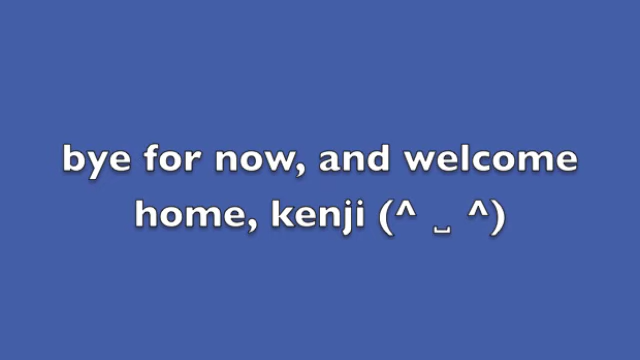 bye for now, and welcome
home, kenji (^ ˽ ^)